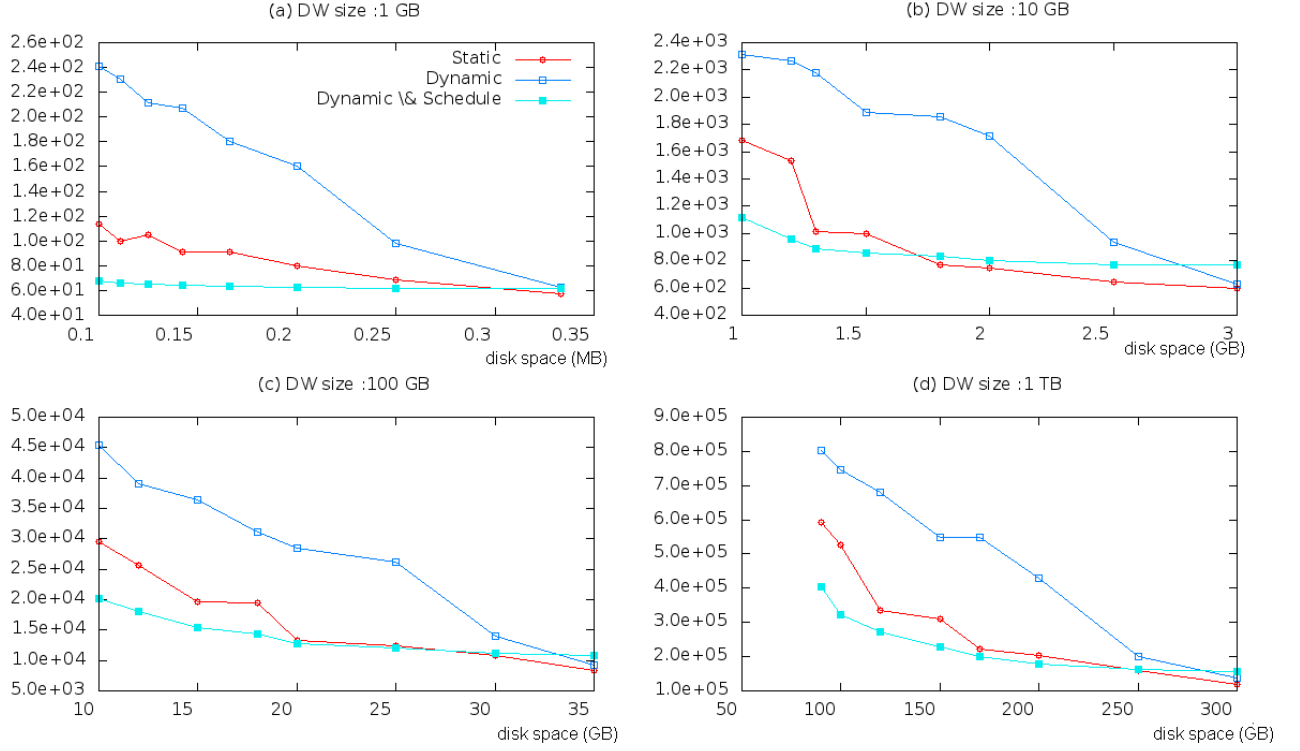 (a) DW size :1 GB
2.6e+02
2.4e+02
2.2e+02
2.0e+02
1.8e+02
1.6e+02
1.4e+02
1.2e+02
1.0e+02
8.0e+01
6.0e+01
4.0e+01
Static
Dynamic
Dynamic \& Schedule
0.1 0.15 0.2 0.25 0.3 0.35
disk space (MB)
(b) DW size :10 GB
2.4e+03
2.2e+03
2.0e+03
1.8e+03
1.6e+03
1.4e+03
1.2e+03
1.0e+03
8.0e+02
6.0e+02
4.0e+02
1 1.5 2 2.5 3
disk space (GB)
(c) DW size :100 GB
5.0e+04
4.5e+04
4.0e+04
3.5e+04
3.0e+04
2.5e+04
2.0e+04
1.5e+04
1.0e+04
5.0e+03
10 15 20 25 30 35
disk space (GB)
(d) DW size :1 TB
9.0e+05
8.0e+05
7.0e+05
6.0e+05
5.0e+05
4.0e+05
3.0e+05
2.0e+05
1.0e+05
50 100 150 200 250 300
disk space (GB)